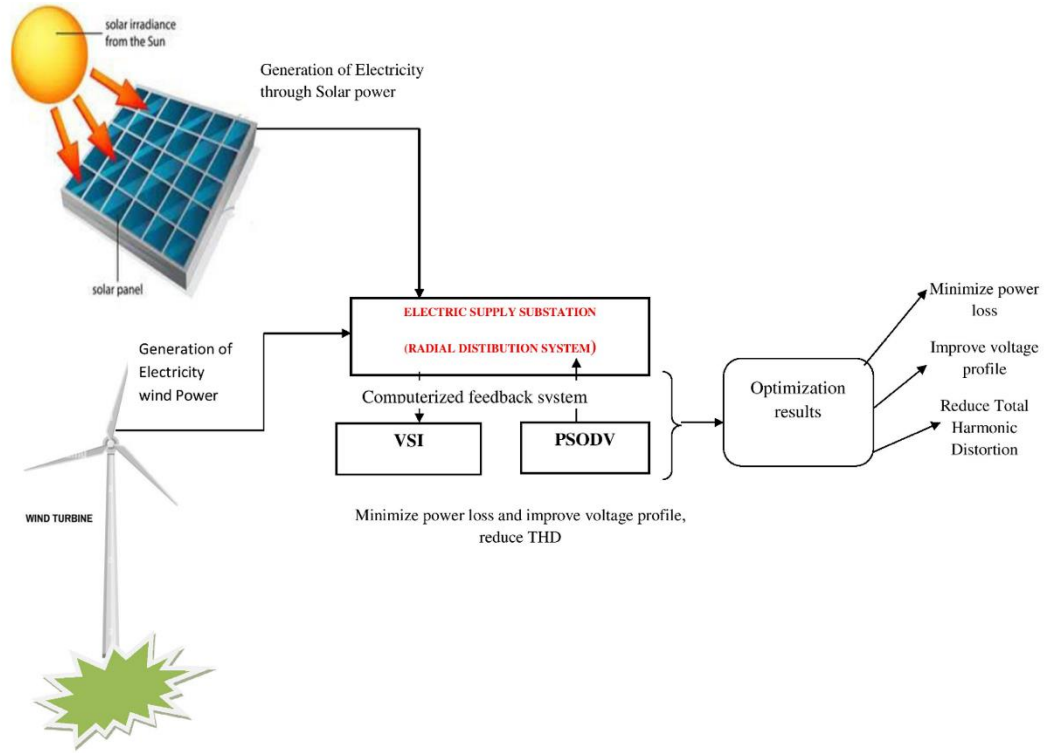 solar irradiance
from the Sun
Generation of Electricity
through Solar power
solar panel
ELECTRIC SUPPLY SUBSTATION
(RADIAL DISTIBUTION SYSTEM)
Generation of
Electricity
wind Power
Computerized feedback system
VSI
PSODV
WIND TURBINE
Minimize power loss and improve voltage profile,
reduce THD
Optimization
results
Minimize power
loss
Improve voltage
profile
Reduce Total
Harmonic
Distortion